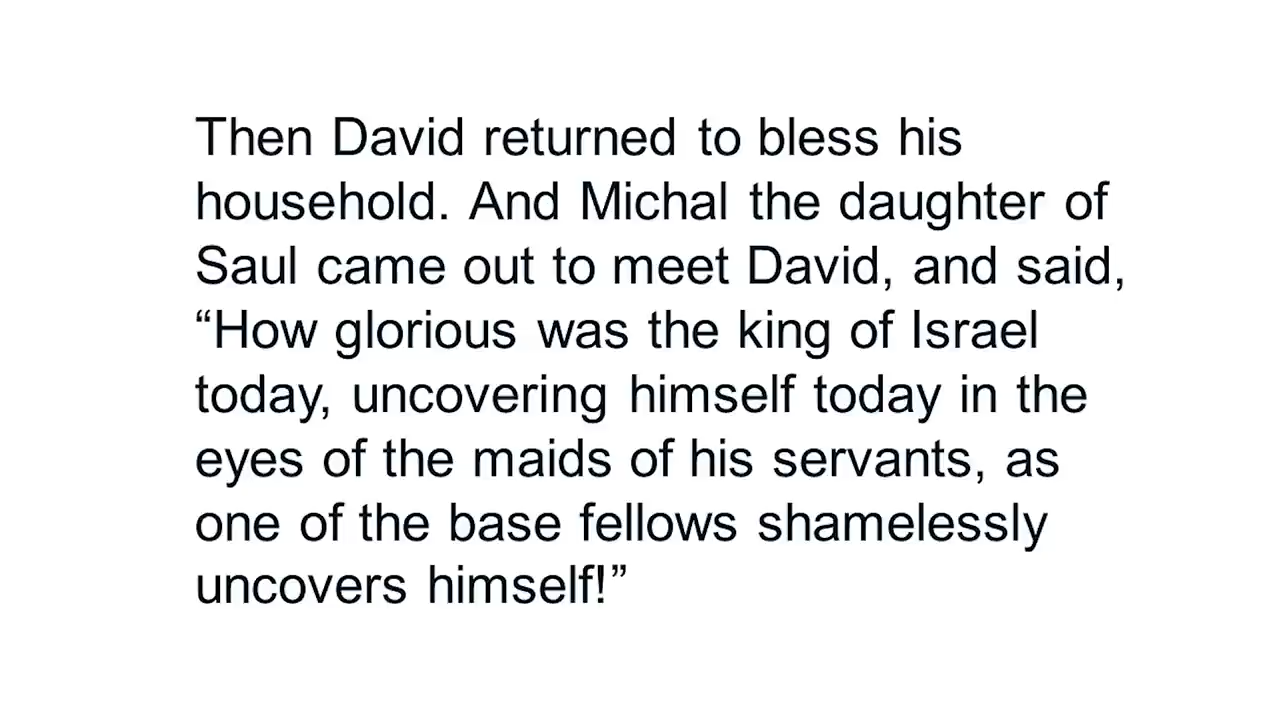 Then David returned to bless his
household. And Michal the daughter of
Saul came out to meet David, and said,
“How glorious was the king of Israel
today, uncovering himself today in the
eyes of the maids of his servants, as
one of the base fellows shamelessly
uncovers himself!”